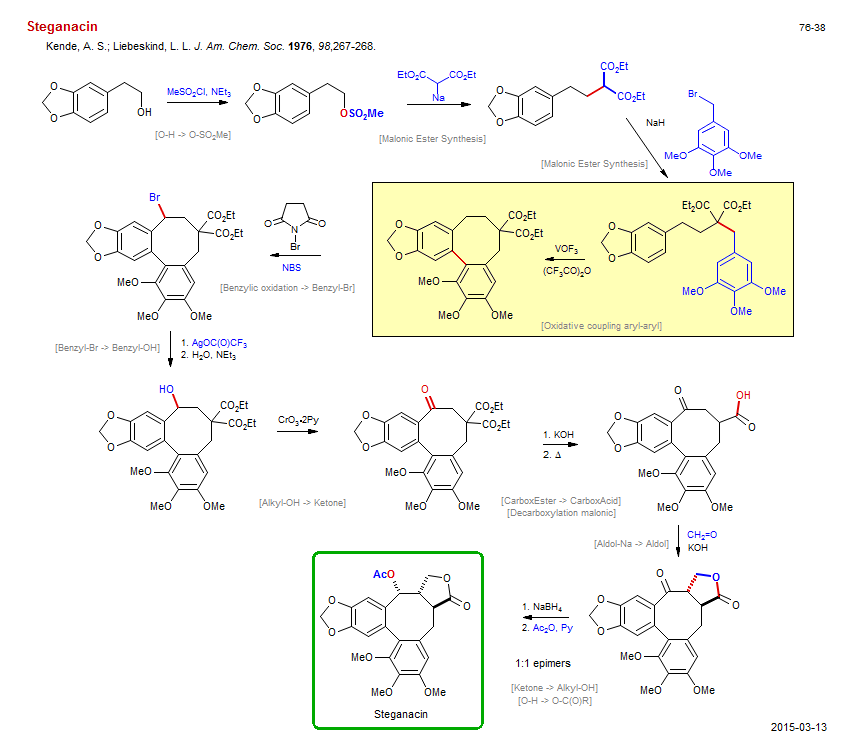 Steganacin
76-38
Kende, A. S.; Liebeskind, L. L. J. Am. Chem. Soc. 1976, 98,267-268.
O
O
OH
MeSO2Cl, NEt3
[O-H -> O-SO2Me]
O
O
OSO2Me
EtO2C CO2Et
Na
[Malonic Ester Synthesis]
O
O
CO2Et
CO2Et
NaH
Br
MeO
OMe
OMe
[Malonic Ester Synthesis]
Br
O
O
CO2Et
CO2Et
MeO
MeO
OMe
O
N
O
Br
NBS
[Benzylic oxidation -> Benzyl-Br]
O
O
CO2Et
CO2Et
MeO
MeO
OMe
VOF3
(CF3CO)2O
[Oxidative coupling aryl-aryl]
Et2OC CO2Et
O
O
MeO
OMe
OMe
[Benzyl-Br -> Benzyl-OH]
1. AgOC(O)CF3
2. H2O, NEt3
HO
O
O
CO2Et
CO2Et
MeO
MeO
OMe
CrO3•2Py
[Alkyl-OH -> Ketone]
O
O
O
CO2Et
CO2Et
MeO
MeO
OMe
1. KOH
2. Δ
[CarboxEster -> CarboxAcid]
[Decarboxylation malonic]
O
OH
O
O
O
MeO
MeO
OMe
[Aldol-Na -> Aldol]
CH2=O
KOH
O
O
O
O
O
MeO
MeO
OMe
1. NaBH4
2. Ac2O, Py
1:1 epimers
[Ketone -> Alkyl-OH]
[O-H -> O-C(O)R]
AcO
O
O
O
O
MeO
MeO
OMe
Steganacin
2015-03-13